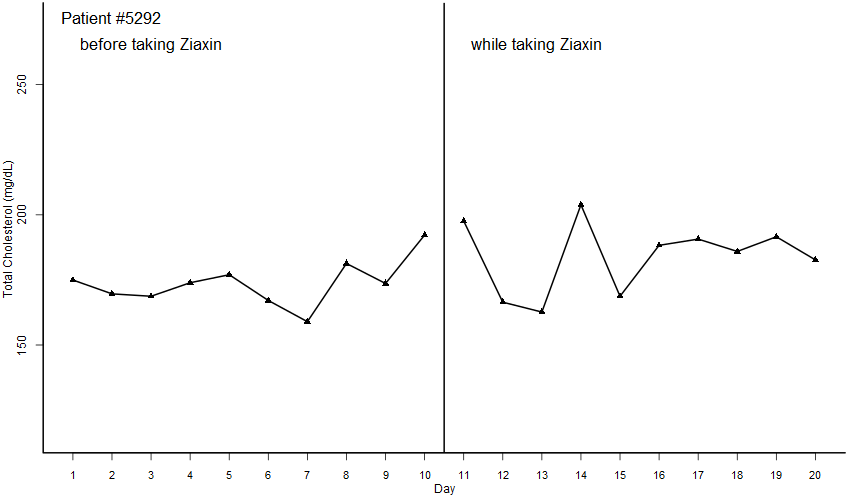 Patient #5292
before taking Ziaxin
while taking Ziaxin
Total Cholesterol (mg/dL)
250
200
150
1 2 3 4 5 6 7 8 9 10 11 12 13 14 15 16 17 18 19 20
Day